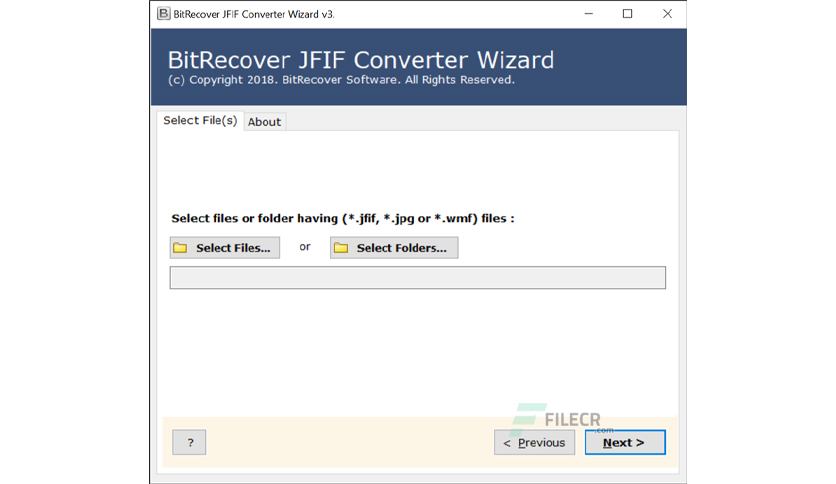 BitRecover JFIF Converter Wizard v3.
BitRecover JFIF Converter Wizard
(c) Copyright 2018. BitRecover Software. All Rights Reserved.
Select File(s) About
Select files or folder having (*.jfif, *.jpg or *.wmf) files :
Select Files... or Select Folders...
FILECR
.com
? < Previous Next >